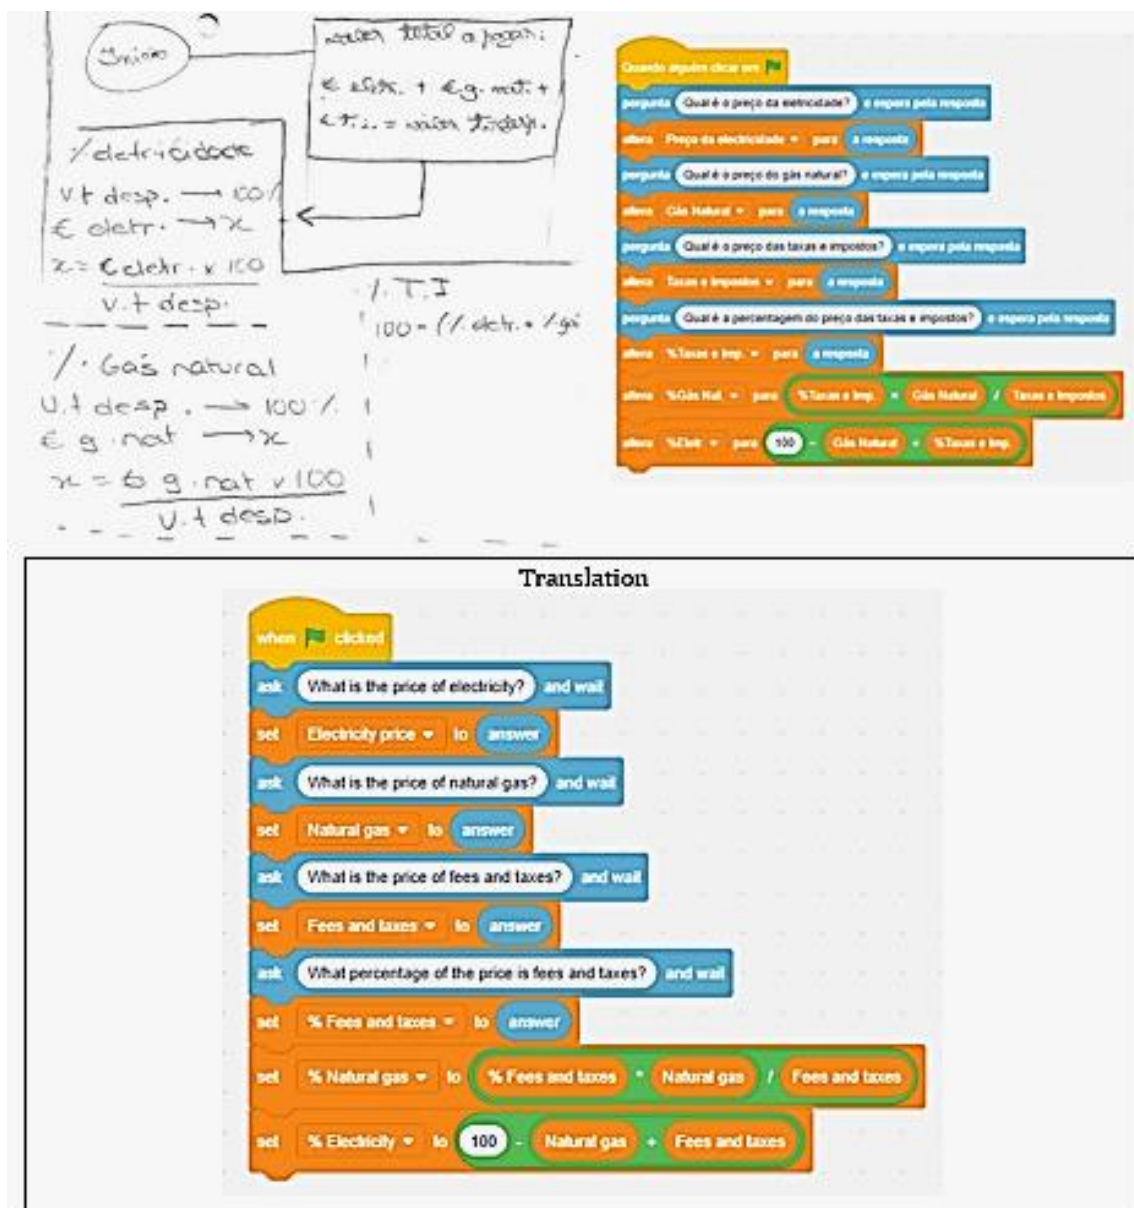 Início
valor total a pagar:
€ eletr. + € g. nat. +
€ T.i. = valor t. desp.
% eletricidade
v.t desp. → 100%
€ eletr. → x
x = € eletr. x 100
v.t desp.
% Gás natural
v.t desp. → 100%
€ g. nat → x
x = € g. nat x 100
v.t desp.
% T.I
100 = (% eletr. + % gá
Quando alguém clicar em
pergunta Qual é o preço da eletricidade? e espera pela resposta
altera Preço da electricidade para a resposta
pergunta Qual é o preço do gás natural? e espera pela resposta
altera Gás Natural para a resposta
pergunta Qual é o preço das taxas e impostos? e espera pela resposta
altera Taxas e Impostos para a resposta
pergunta Qual é a percentagem do preço das taxas e impostos? e espera pela resposta
altera %Taxas e Imp. para a resposta
altera %Gás Nat. para %Taxas e Imp. * Gás Natural / Taxas e Impostos
altera %Eletr para 100 - Gás Natural + %Taxas e Imp.
Translation
when clicked
ask What is the price of electricity? and wait
set Electricity price to answer
ask What is the price of natural gas? and wait
set Natural gas to answer
ask What is the price of fees and taxes? and wait
set Fees and taxes to answer
ask What percentage of the price is fees and taxes? and wait
set % Fees and taxes to answer
set % Natural gas to % Fees and taxes * Natural gas / Fees and taxes
set % Electricity to 100 - Natural gas + Fees and taxes